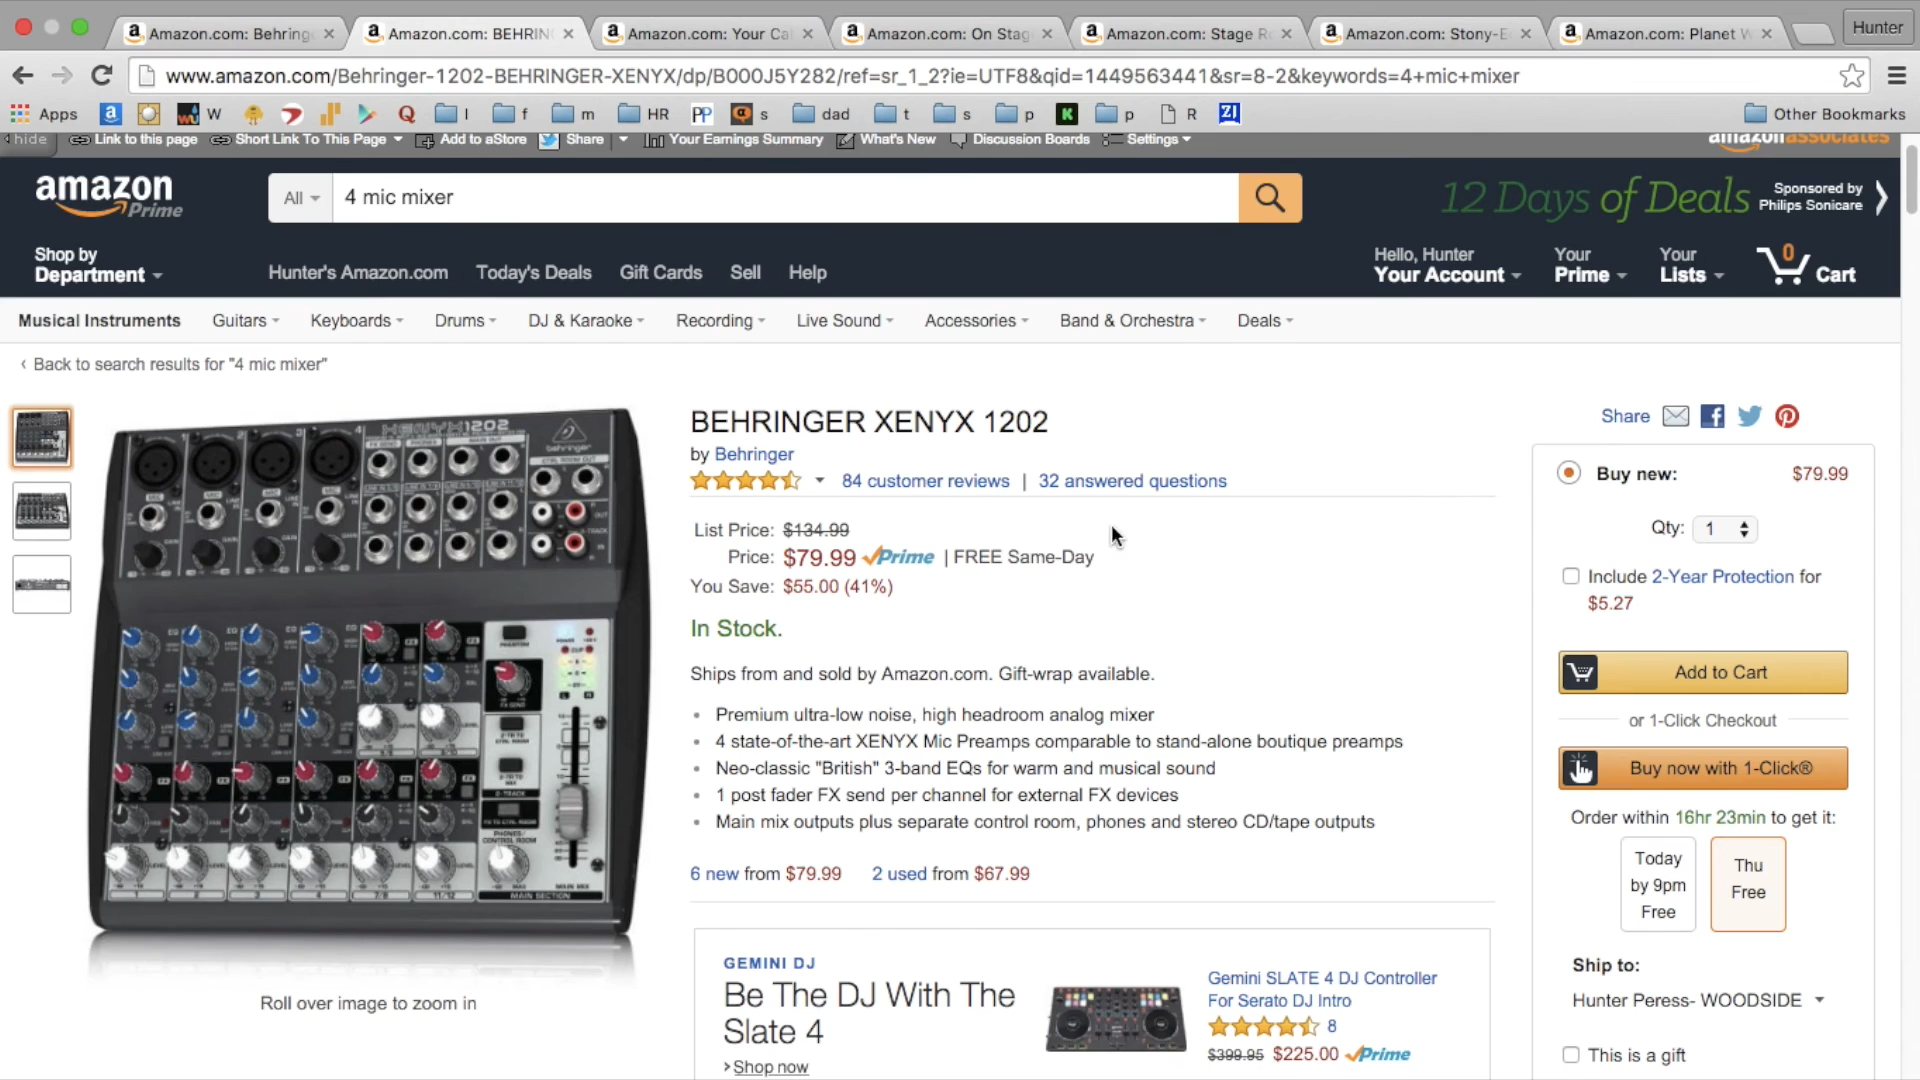 Amazon.com: Behringe
Amazon.com: BEHRIN
Amazon.com: Your Ca
Amazon.com: On Stag
Amazon.com: Stage R
Amazon.com: Stony-E
Amazon.com: Planet W
Hunter
www.amazon.com/Behringer-1202-BEHRINGER-XENYX/dp/B000J5Y282/ref=sr_1_2?ie=UTF8&qid=1449563441&sr=8-2&keywords=4+mic+mixer
Apps a W Q l f m HR PP s dad t s p K p R ZI Other Bookmarks
hide Link to this page Short Link To This Page Add to aStore Share Your Earnings Summary What's New Discussion Boards Settings amazonassociates
amazon Prime
All 4 mic mixer
12 Days of Deals
Sponsored by
Philips Sonicare
Shop by
Department
Hunter's Amazon.com Today's Deals Gift Cards Sell Help
Hello, Hunter
Your Account
Your
Prime
Your
Lists
0
Cart
Musical Instruments Guitars Keyboards Drums DJ & Karaoke Recording Live Sound Accessories Band & Orchestra Deals
‹ Back to search results for "4 mic mixer"
XENYX1202
behringer
PHANTOM
FX SEND
MAIN SECTION
Roll over image to zoom in
BEHRINGER XENYX 1202
by Behringer
84 customer reviews | 32 answered questions
List Price: $134.99
Price: $79.99 Prime | FREE Same-Day
You Save: $55.00 (41%)
In Stock.
Ships from and sold by Amazon.com. Gift-wrap available.
• Premium ultra-low noise, high headroom analog mixer
• 4 state-of-the-art XENYX Mic Preamps comparable to stand-alone boutique preamps
• Neo-classic "British" 3-band EQs for warm and musical sound
• 1 post fader FX send per channel for external FX devices
• Main mix outputs plus separate control room, phones and stereo CD/tape outputs
6 new from $79.99 2 used from $67.99
GEMINI DJ
Be The DJ With The
Slate 4
› Shop now
Gemini SLATE 4 DJ Controller
For Serato DJ Intro
8
$399.95 $225.00 Prime
Share
Buy new: $79.99
Qty: 1
Include 2-Year Protection for
$5.27
Add to Cart
or 1-Click Checkout
Buy now with 1-Click®
Order within 16hr 23min to get it:
Today
by 9pm
Free
Thu
Free
Ship to:
Hunter Peress- WOODSIDE
This is a gift